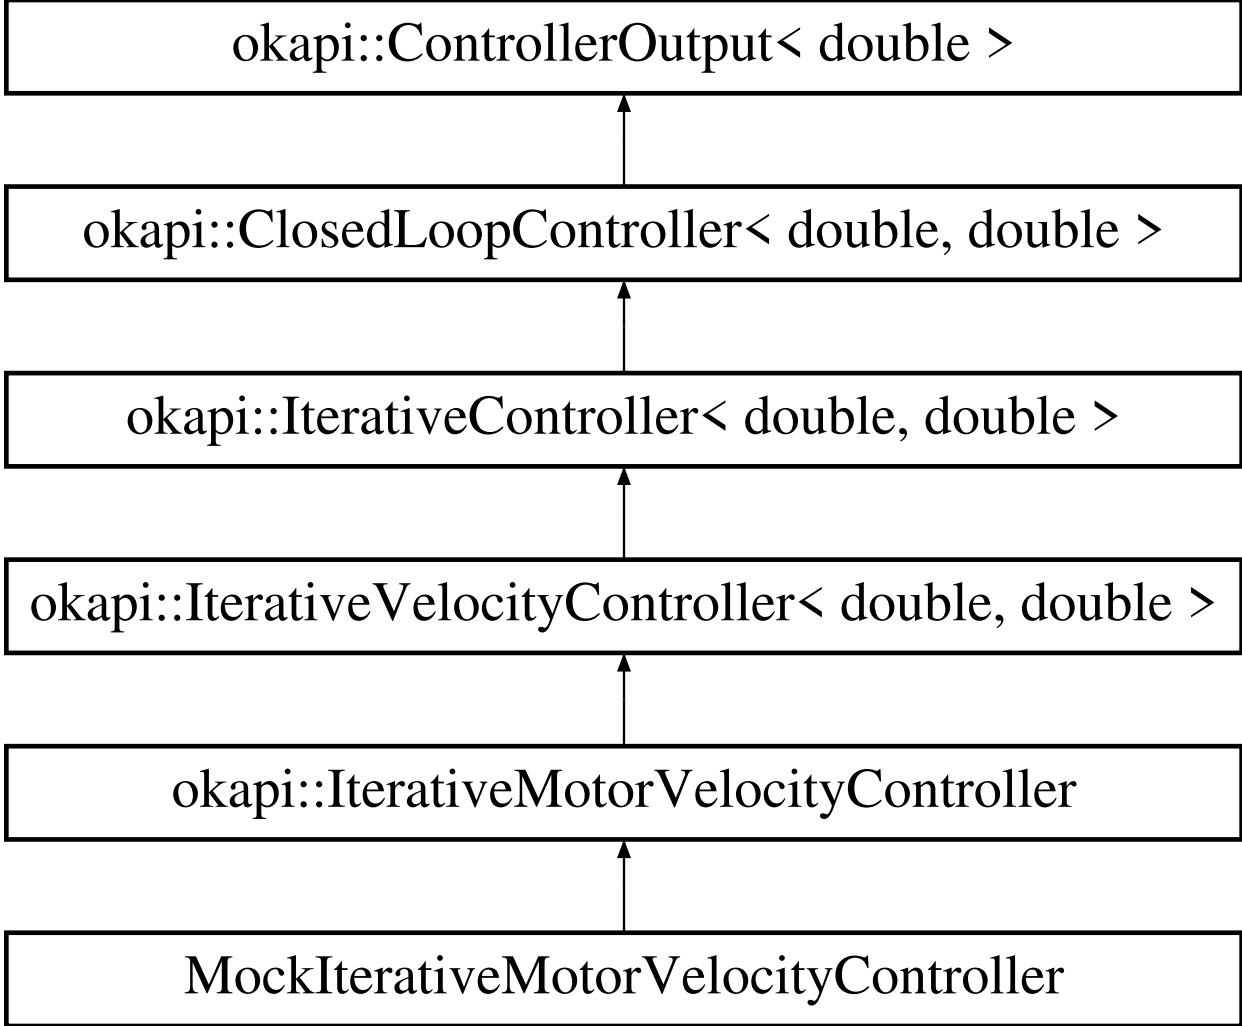 okapi::ControllerOutput< double >
okapi::ClosedLoopController< double, double >
okapi::IterativeController< double, double >
okapi::IterativeVelocityController< double, double >
okapi::IterativeMotorVelocityController
MockIterativeMotorVelocityController